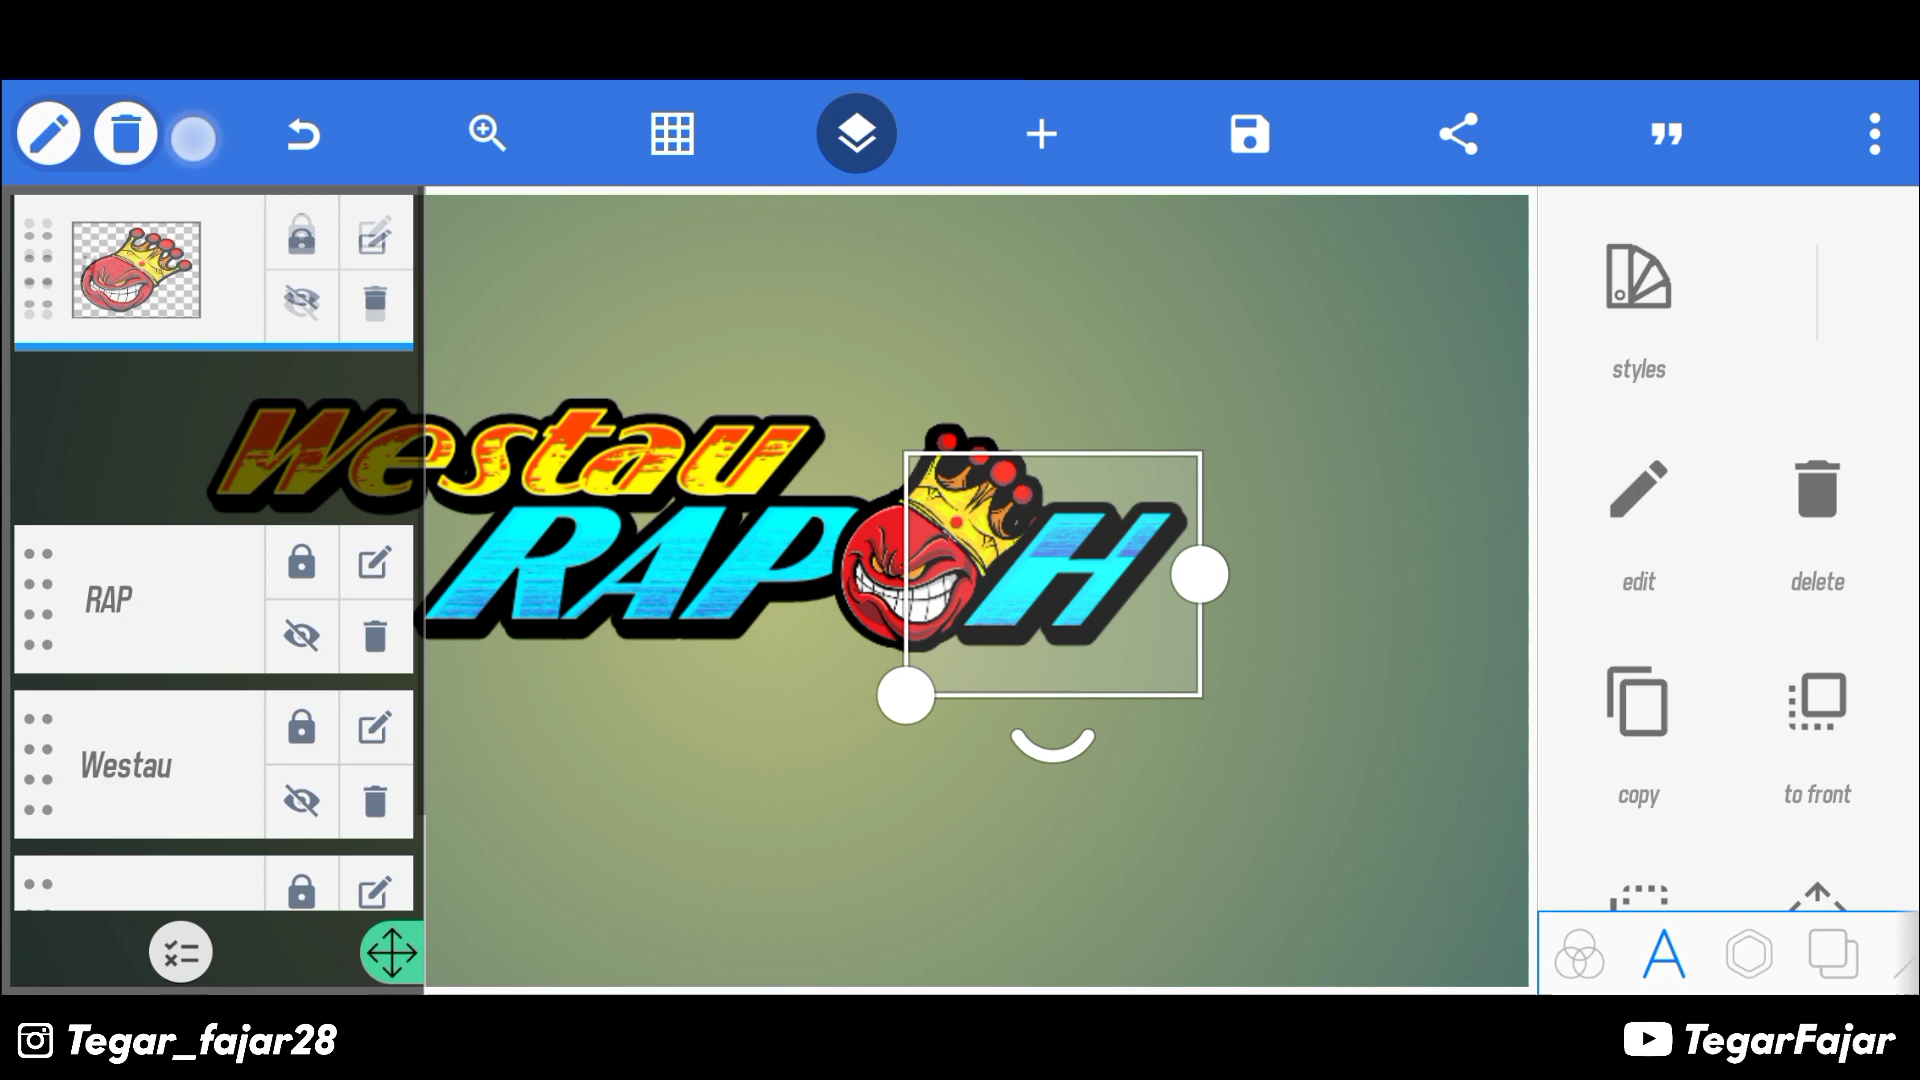 styles
Westau
RAP H
RAP
edit
delete
Westau
copy
to front
Tegar_fajar28
TegarFajar